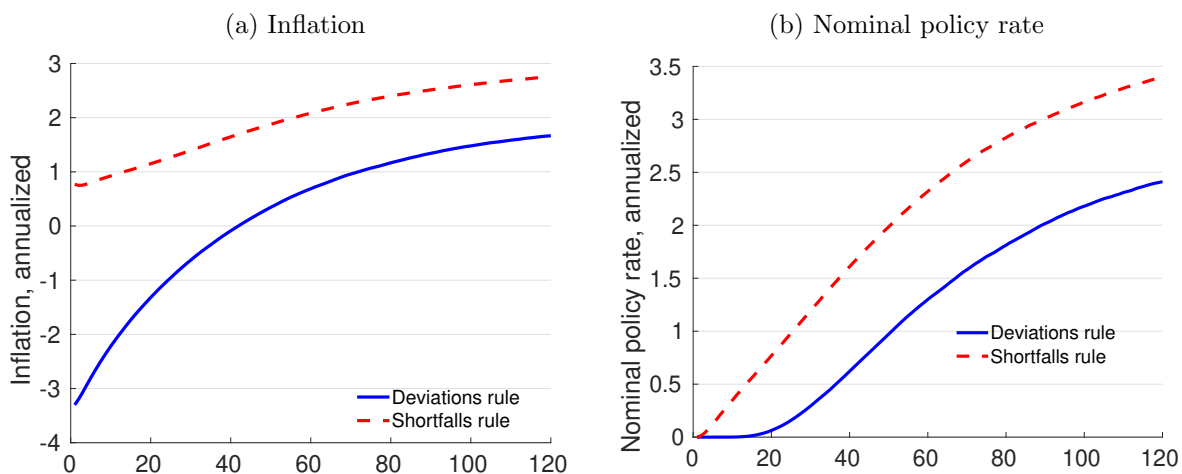 (a) Inflation
Inflation, annualized
3
2
1
0
-1
-2
-3
-4
0 20 40 60 80 100 120
Deviations rule
Shortfalls rule
(b) Nominal policy rate
Nominal policy rate, annualized
3.5
3
2.5
2
1.5
1
0.5
0
0 20 40 60 80 100 120
Deviations rule
Shortfalls rule